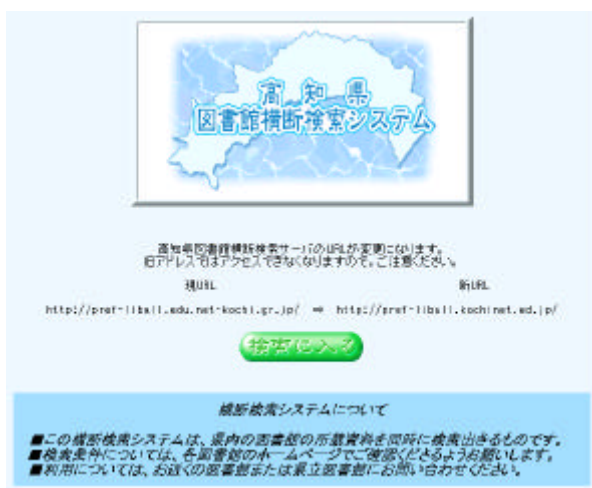 高知県
図書館横断検索システム
高知県図書館横断検索サーバのURLが変更になります。
旧アドレスではアクセスできなくなりますので、ご注意ください。
現URL 新URL
http://pref-liball.edu.net-kochi.gr.jp/ ⇒ http://pref-liball.kochinet.ed.jp/
検索に入る
横断検索システムについて
■この横断検索システムは、県内の図書館の所蔵資料を同時に検索出きるものです。
■検索条件については、各図書館のホームページでご確認くださるようお願いします。
■利用については、お近くの図書館または県立図書館にお問い合わせください。